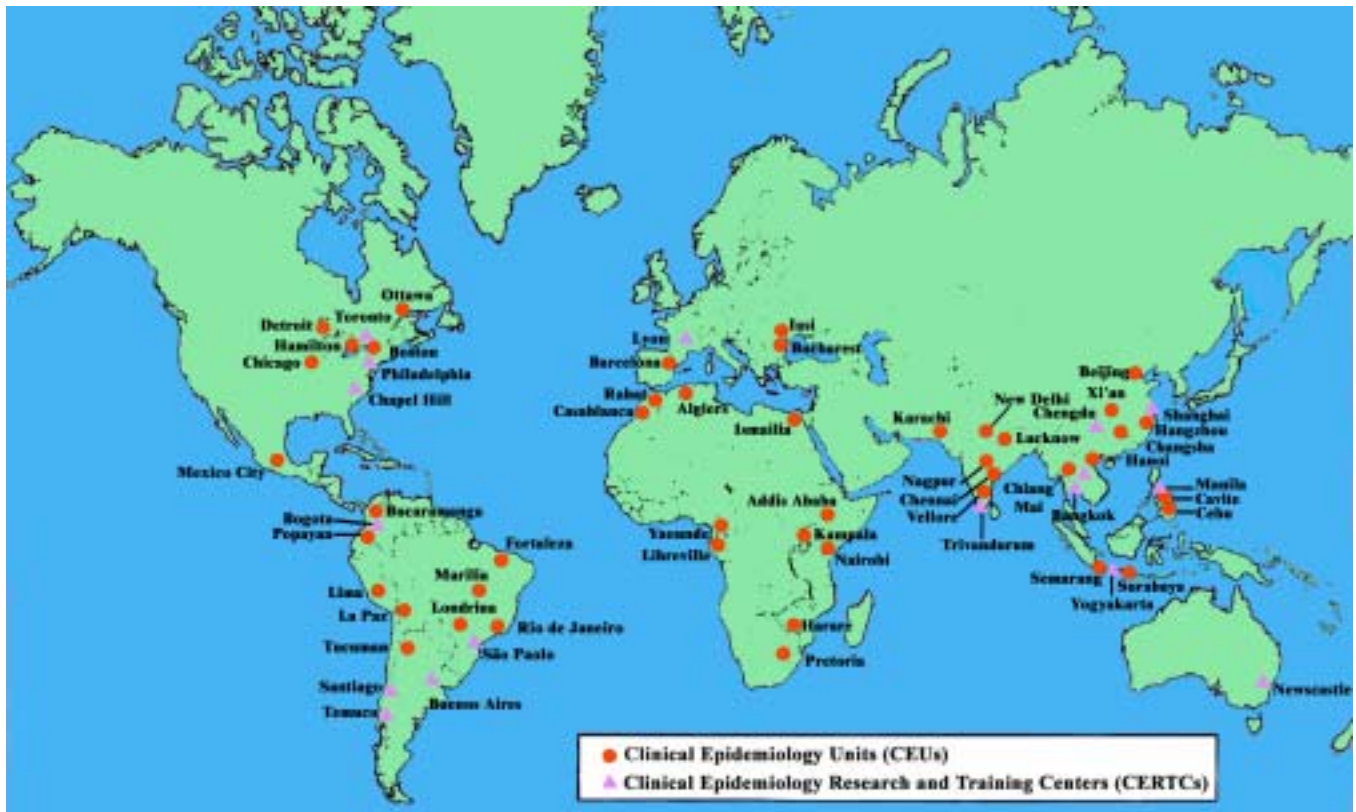 Ottawa
Toronto
Detroit
Hamilton
Boston
Chicago
Philadelphia
Chapel Hill
Mexico City
Bucaramanga
Bogota
Popayan
Fortaleza
Marilia
Lima
Londrina
La Paz
Rio de Janeiro
Tucuman
São Paolo
Santiago
Buenos Aires
Temuco
Lyon
Iasi
Bucharest
Barcelona
Rabat
Algiers
Casablanca
Ismailia
Addis Ababa
Yaounde
Kampala
Libreville
Nairobi
Harare
Pretoria
Beijing
Xi'an
New Delhi
Chengdu
Shanghai
Karachi
Hangzhou
Lucknow
Changsha
Hanoi
Nagpur
Chennai
Chiang
Mai
Manila
Cavite
Vellore
Bangkok
Cebu
Trivandarum
Semarang
Surabaya
Yogyakarta
Newcastle
Clinical Epidemiology Units (CEUs)
Clinical Epidemiology Research and Training Centers (CERTCs)